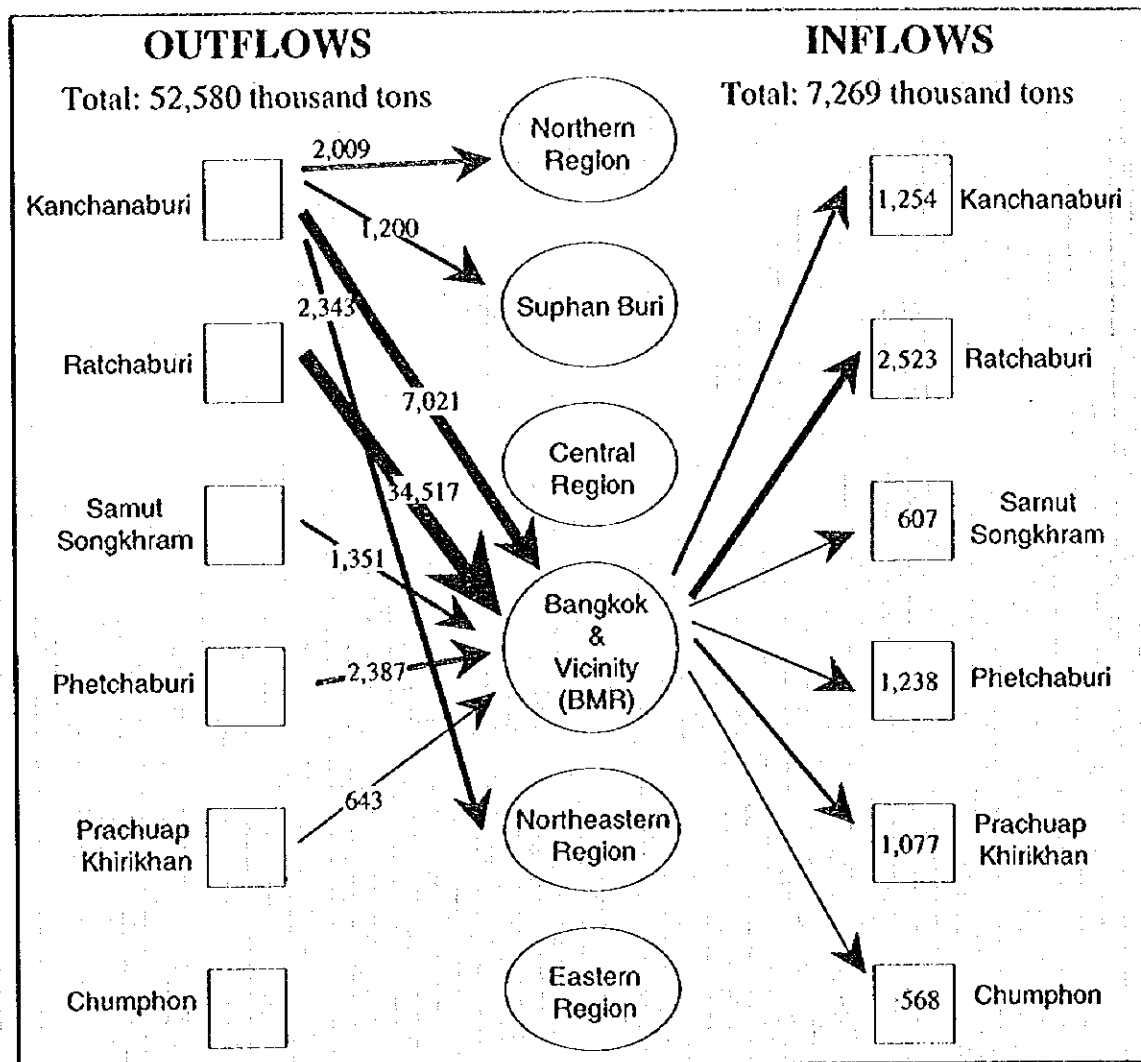 OUTFLOWS
Total: 52,580 thousand tons
INFLOWS
Total: 7,269 thousand tons
Kanchanaburi
Ratchaburi
Samut
Songkhram
Phetchaburi
Prachuap
Khirikhan
Chumphon
2,009
1,200
2,343
7,021
34,517
1,351
2,387
643
Northern
Region
Suphan Buri
Central
Region
Bangkok
&
Vicinity
(BMR)
Northeastern
Region
Eastern
Region
1,254 Kanchanaburi
2,523 Ratchaburi
607
Samut
Songkhram
1,238 Phetchaburi
1,077
Prachuap
Khirikhan
568 Chumphon